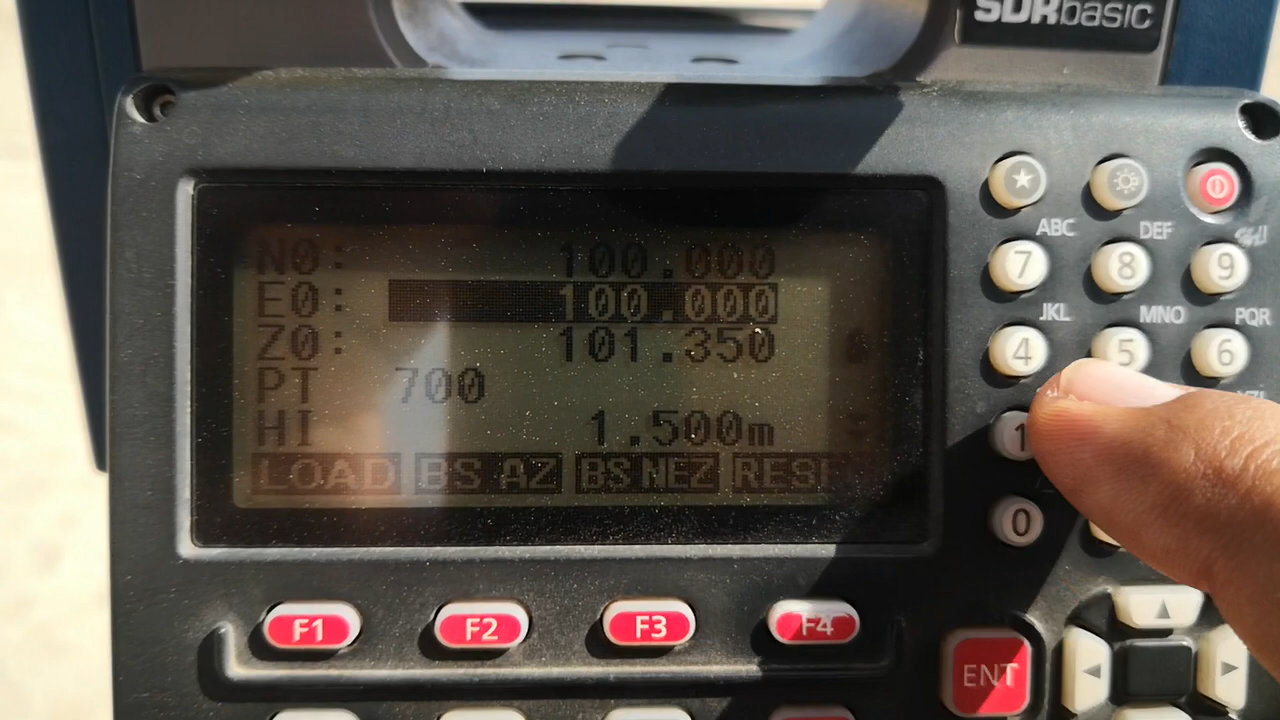 SDRbasic
N0: 100.000
E0: 100.000
Z0: 101.350
PT 700
HI 1.500m
LOAD BS AZ BS NEZ
F1 F2 F3 F4
ABC DEF
7 8 9
JKL MNO PQR
4 5 6
1
0
ENT